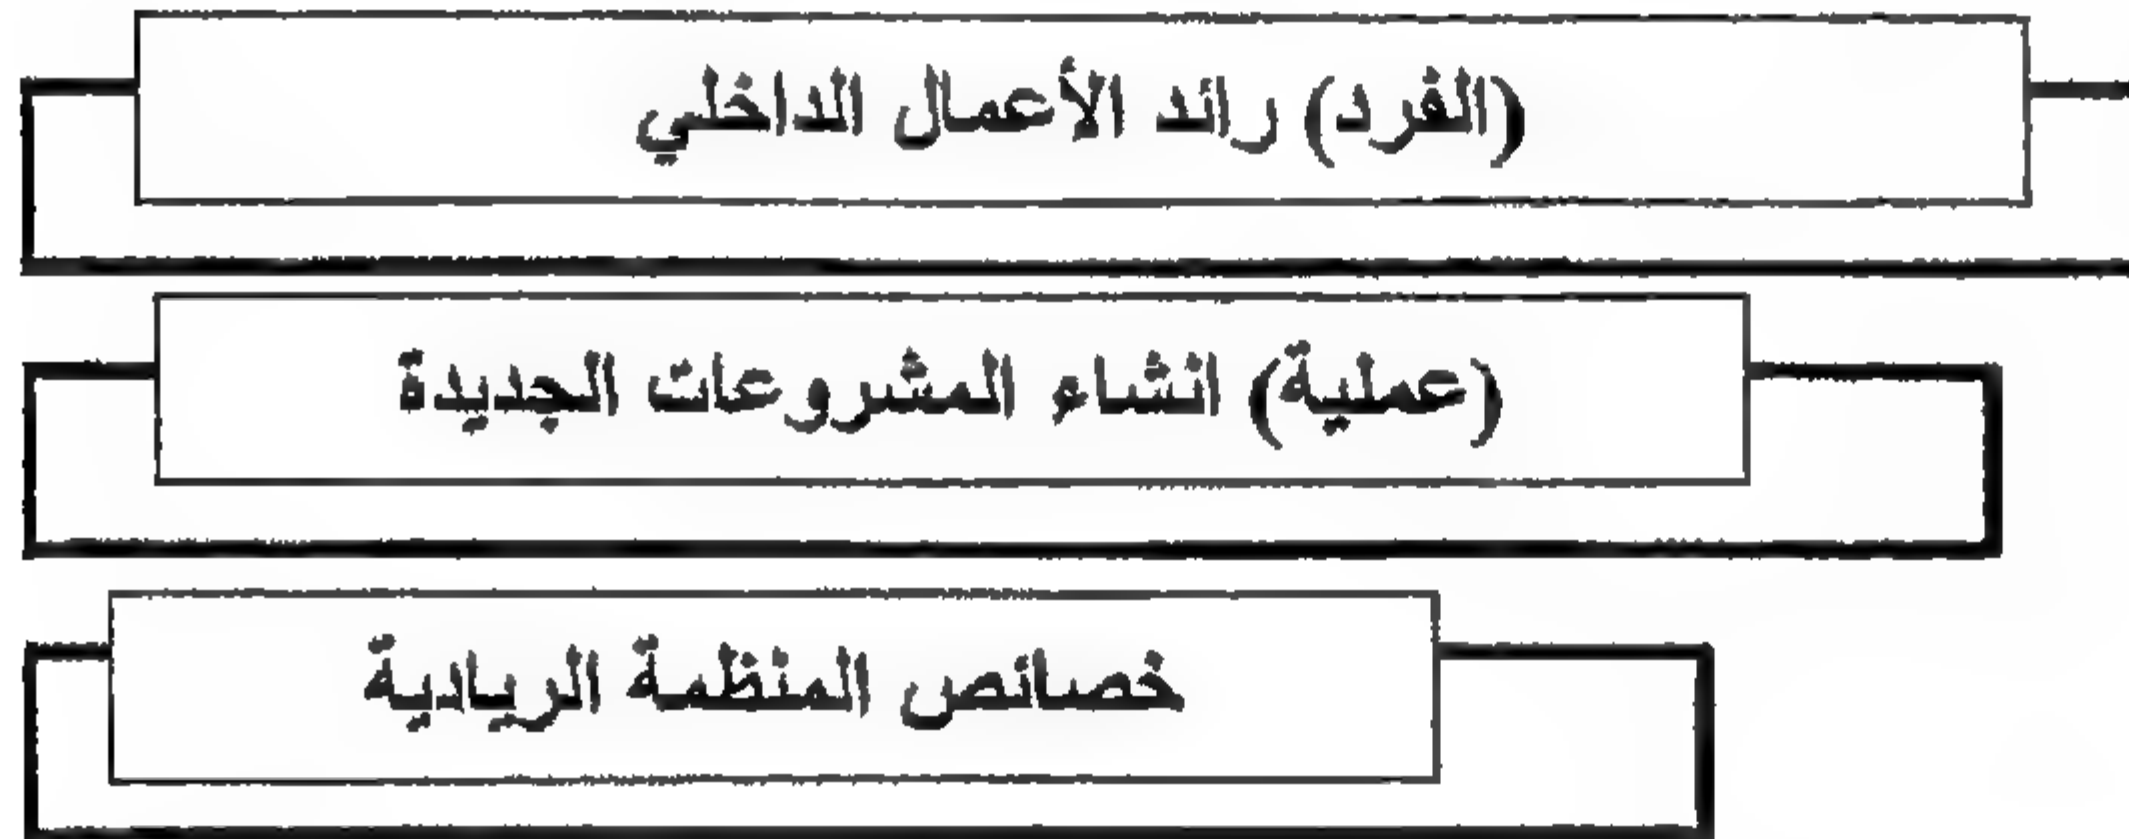 (الفرد) رائد الأعمال الداخلي
(عملية) انشاء المشروعات الجديدة
خصائص المنظمة الريادية